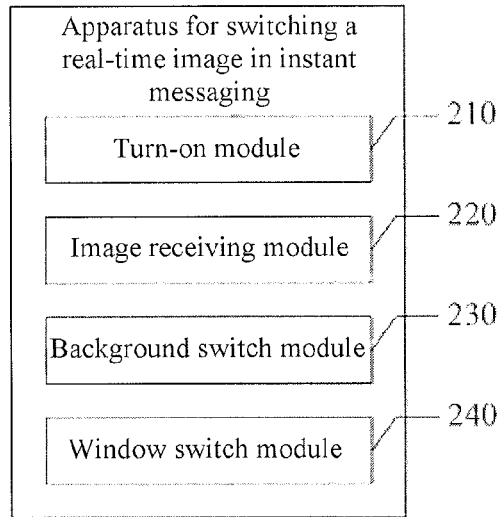 Apparatus for switching a
real-time image in instant
messaging
Turn-on module
210
Image receiving module
220
Background switch module
230
Window switch module
240